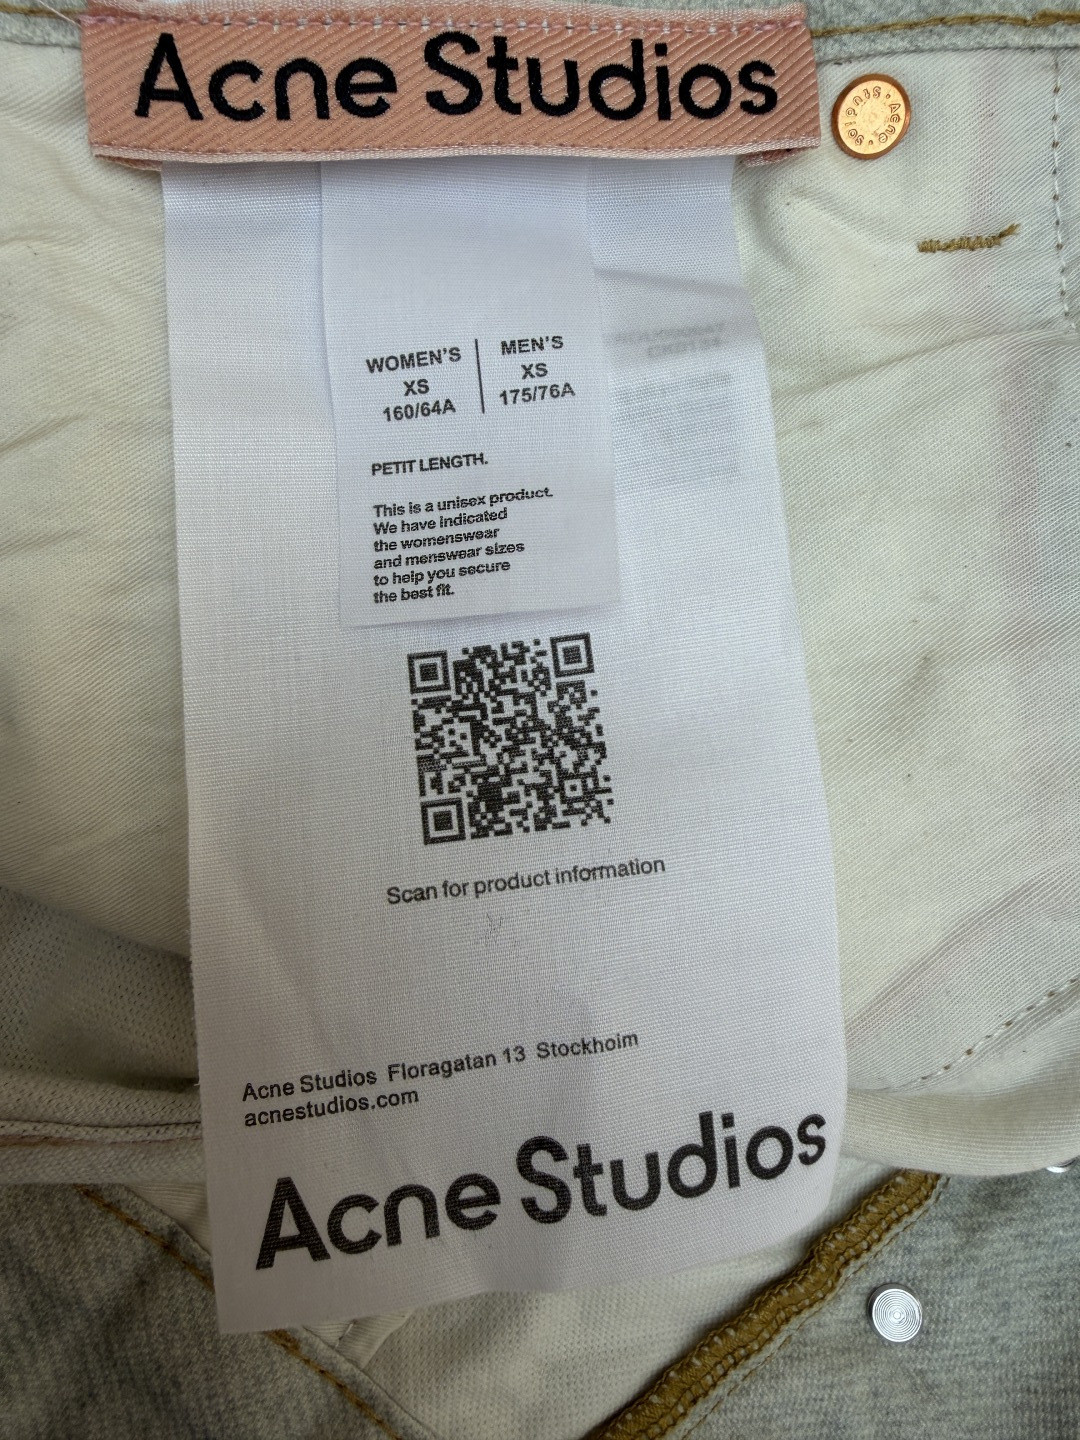 Acne Studios
Acne Studios
WOMEN'S
XS
160/64A
MEN'S
XS
175/76A
PETIT LENGTH.
This is a unisex product.
We have indicated
the womenswear
and menswear sizes
to help you secure
the best fit.
Scan for product information
Acne Studios Floragatan 13 Stockholm
acnestudios.com
Acne Studios